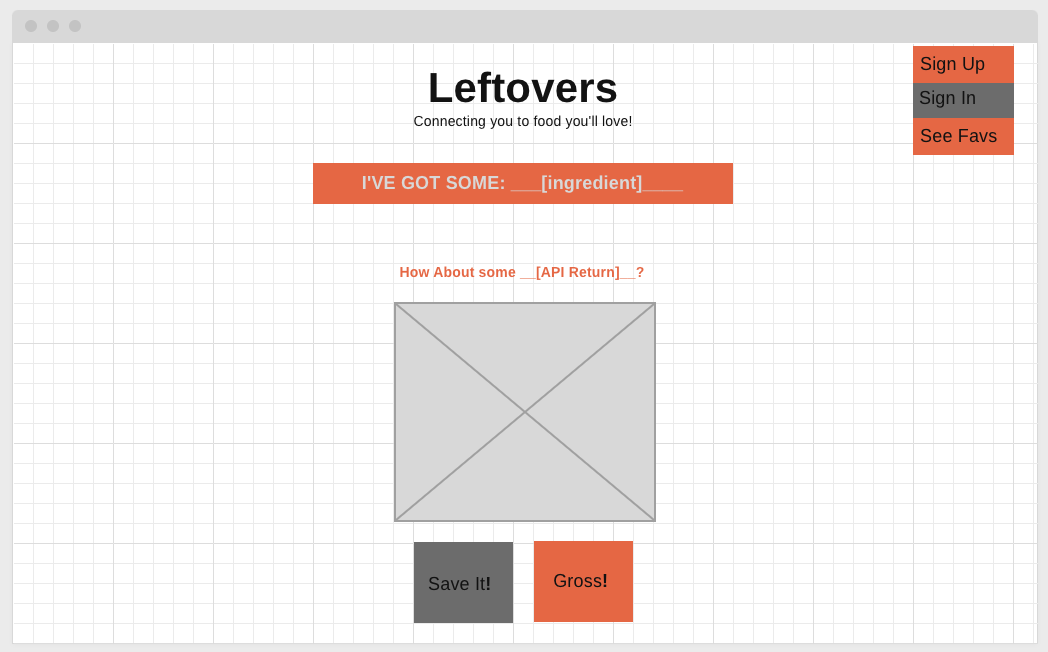 Leftovers
Connecting you to food you'll love!
Sign Up
Sign In
See Favs
I'VE GOT SOME: ___[ingredient]____
How About some __[API Return]__?
Save It!
Gross!